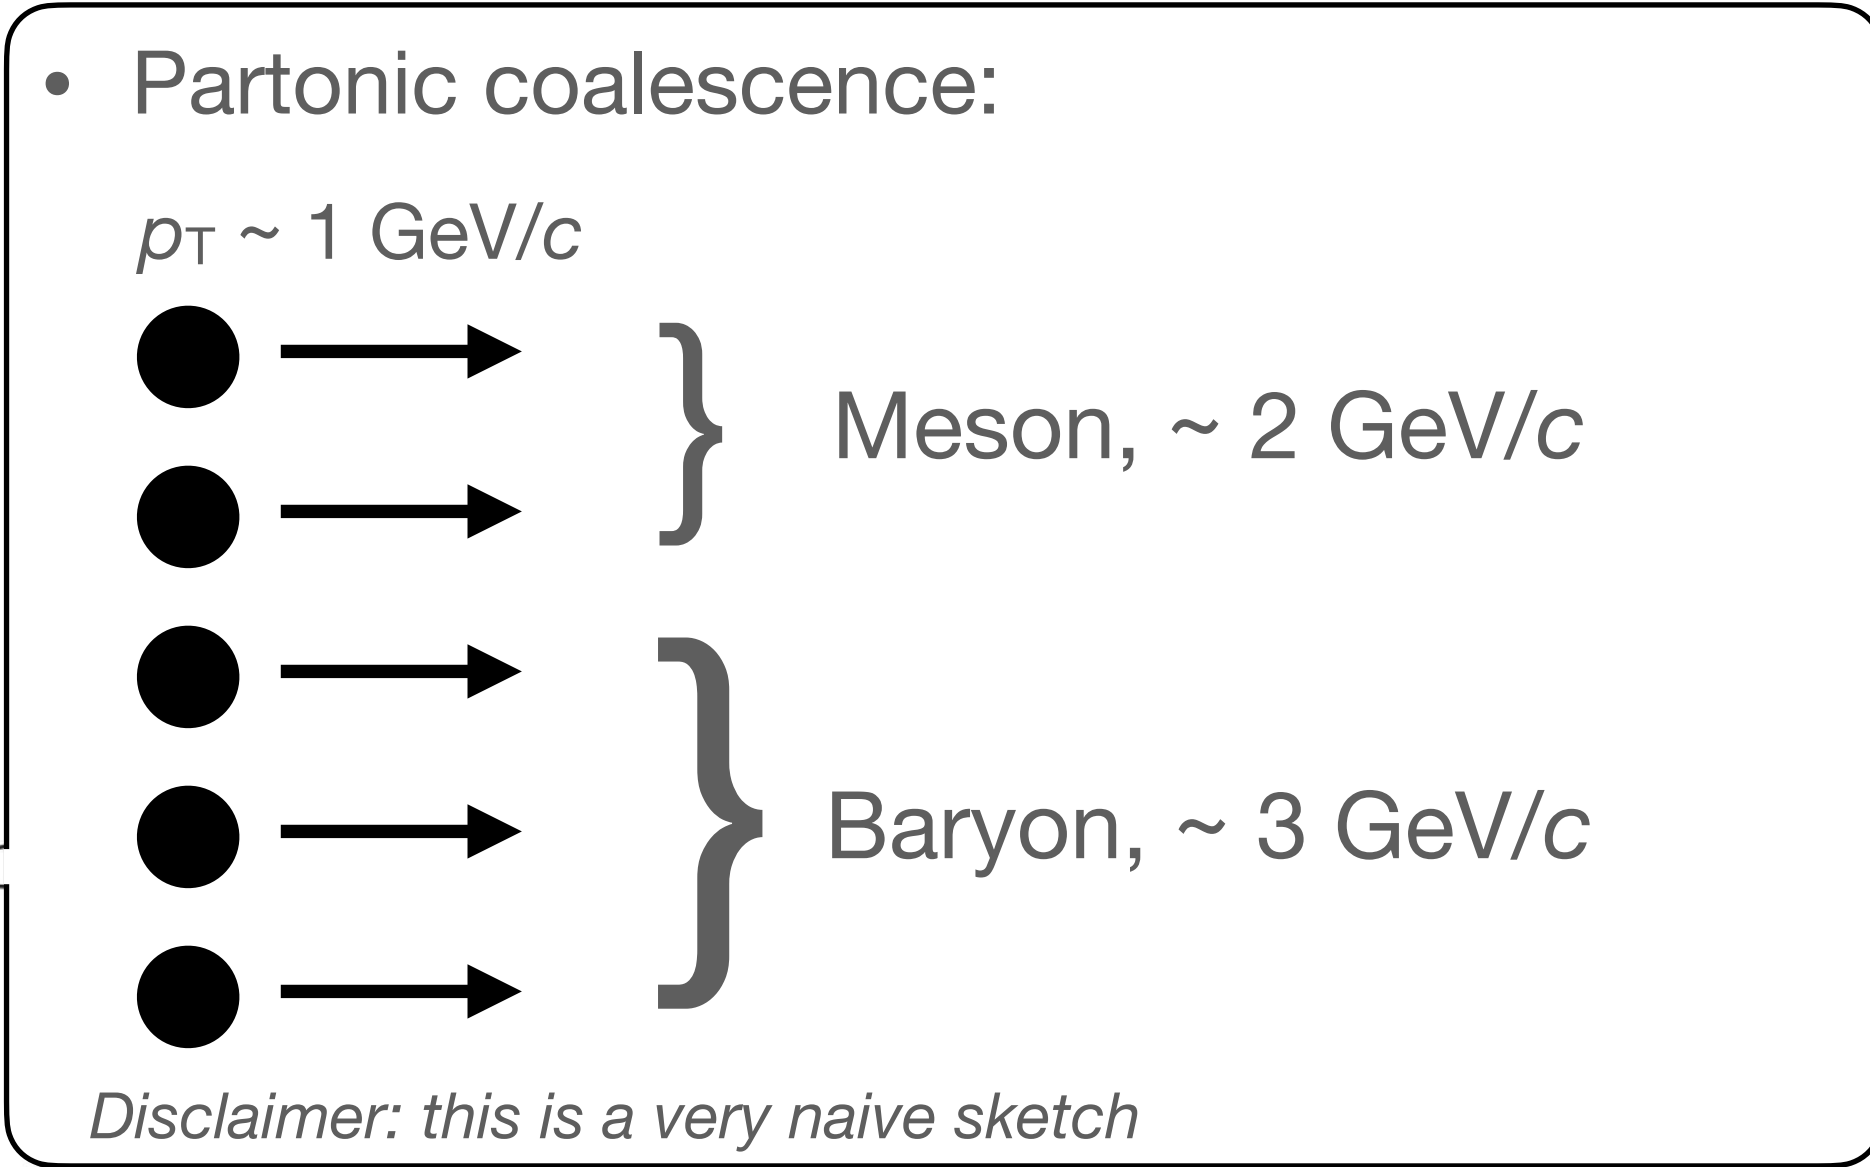 • Partonic coalescence:
pT ~ 1 GeV/c
Meson, ~ 2 GeV/c
Baryon, ~ 3 GeV/c
Disclaimer: this is a very naive sketch